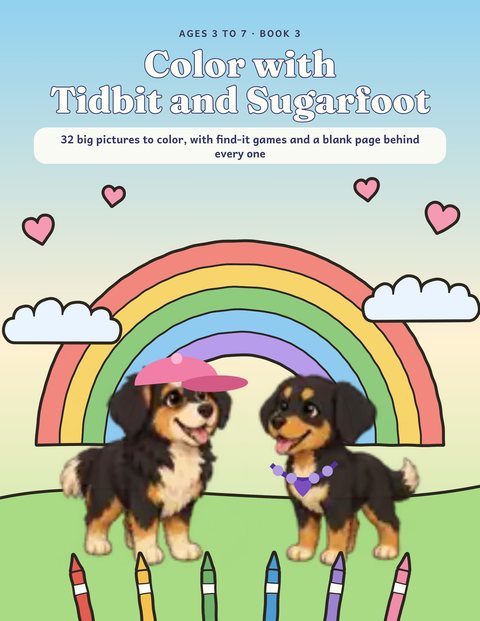 AGES 3 TO 7 · BOOK 3
Color with
Tidbit and Sugarfoot
32 big pictures to color, with find-it games and a blank page behind
every one